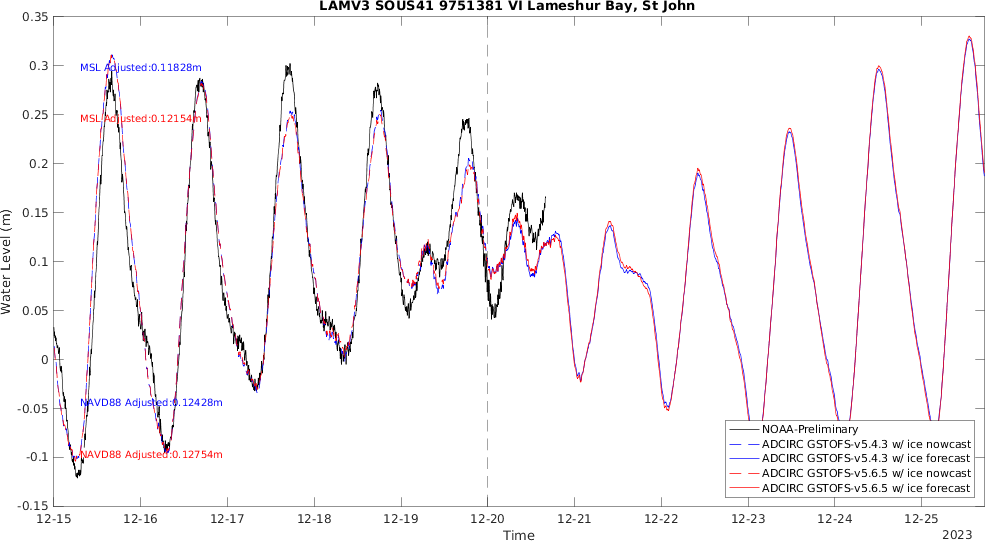 LAMV3 SOUS41 9751381 VI Lameshur Bay, St John
0.35
0.3
0.25
0.2
0.15
0.1
0.05
0
-0.05
-0.1
-0.15
Water Level (m)
MSL Adjusted:0.11828m
MSL Adjusted:0.12154m
NAVD88 Adjusted:0.12428m
NAVD88 Adjusted:0.12754m
NOAA-Preliminary
ADCIRC GSTOFS-v5.4.3 w/ ice nowcast
ADCIRC GSTOFS-v5.4.3 w/ ice forecast
ADCIRC GSTOFS-v5.6.5 w/ ice nowcast
ADCIRC GSTOFS-v5.6.5 w/ ice forecast
12-15 12-16 12-17 12-18 12-19 12-20 12-21 12-22 12-23 12-24 12-25
Time
2023